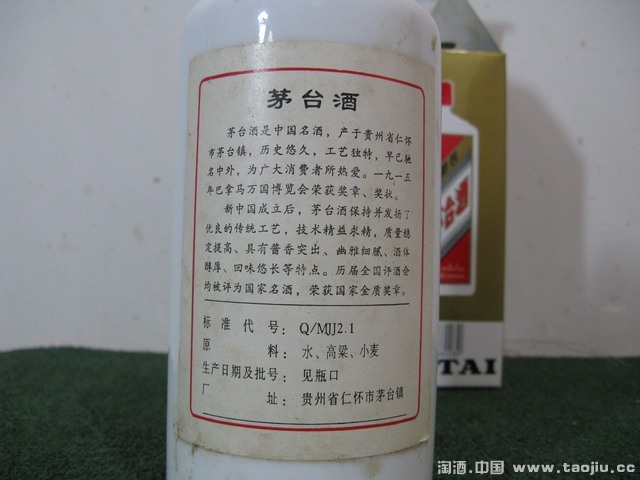 茅台酒
茅台酒是中国名酒，产于贵州省仁怀
市茅台镇，历史悠久，工艺独特，早已驰
名中外，为广大消费者所热爱。一九一五
年巴拿马万国博览会荣获奖章、奖状。
新中国成立后，茅台酒保持并发扬了
优良的传统工艺，技术精益求精，质量稳
定提高、具有酱香突出、幽雅细腻、酒体
醇厚、回味悠长等特点。历届全国评酒会
均被评为国家名酒，荣获国家金质奖章。
标准代号：Q/MJJ2.1
原料：水、高粱、小麦
生产日期及批号：见瓶口
厂址：贵州省仁怀市茅台镇
台酒
TAI
淘酒.中国 www.taojiu.cc